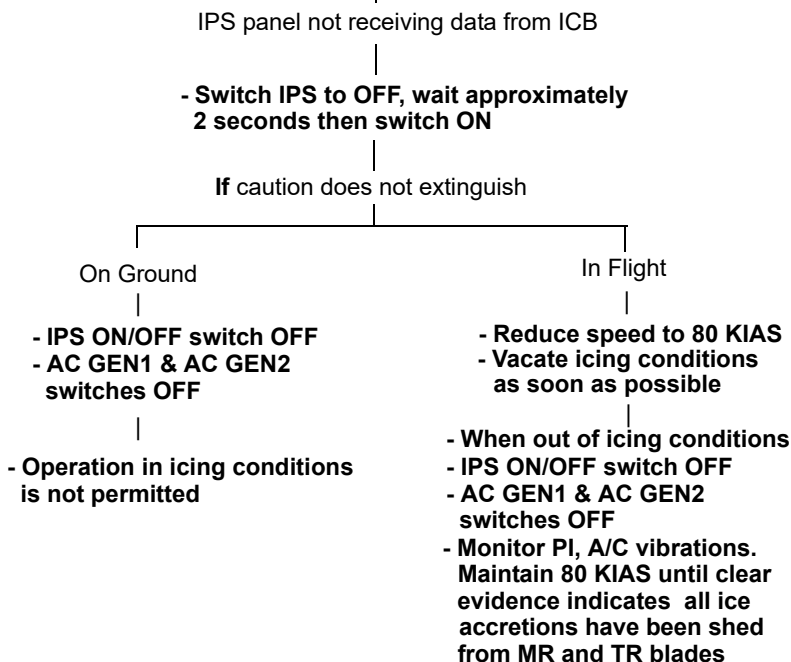 IPS panel not receiving data from ICB
- Switch IPS to OFF, wait approximately
2 seconds then switch ON
If caution does not extinguish
On Ground
- IPS ON/OFF switch OFF
- AC GEN1 & AC GEN2
switches OFF
- Operation in icing conditions
is not permitted
In Flight
- Reduce speed to 80 KIAS
- Vacate icing conditions
as soon as possible
- When out of icing conditions
- IPS ON/OFF switch OFF
- AC GEN1 & AC GEN2
switches OFF
- Monitor PI, A/C vibrations.
Maintain 80 KIAS until clear
evidence indicates all ice
accretions have been shed
from MR and TR blades